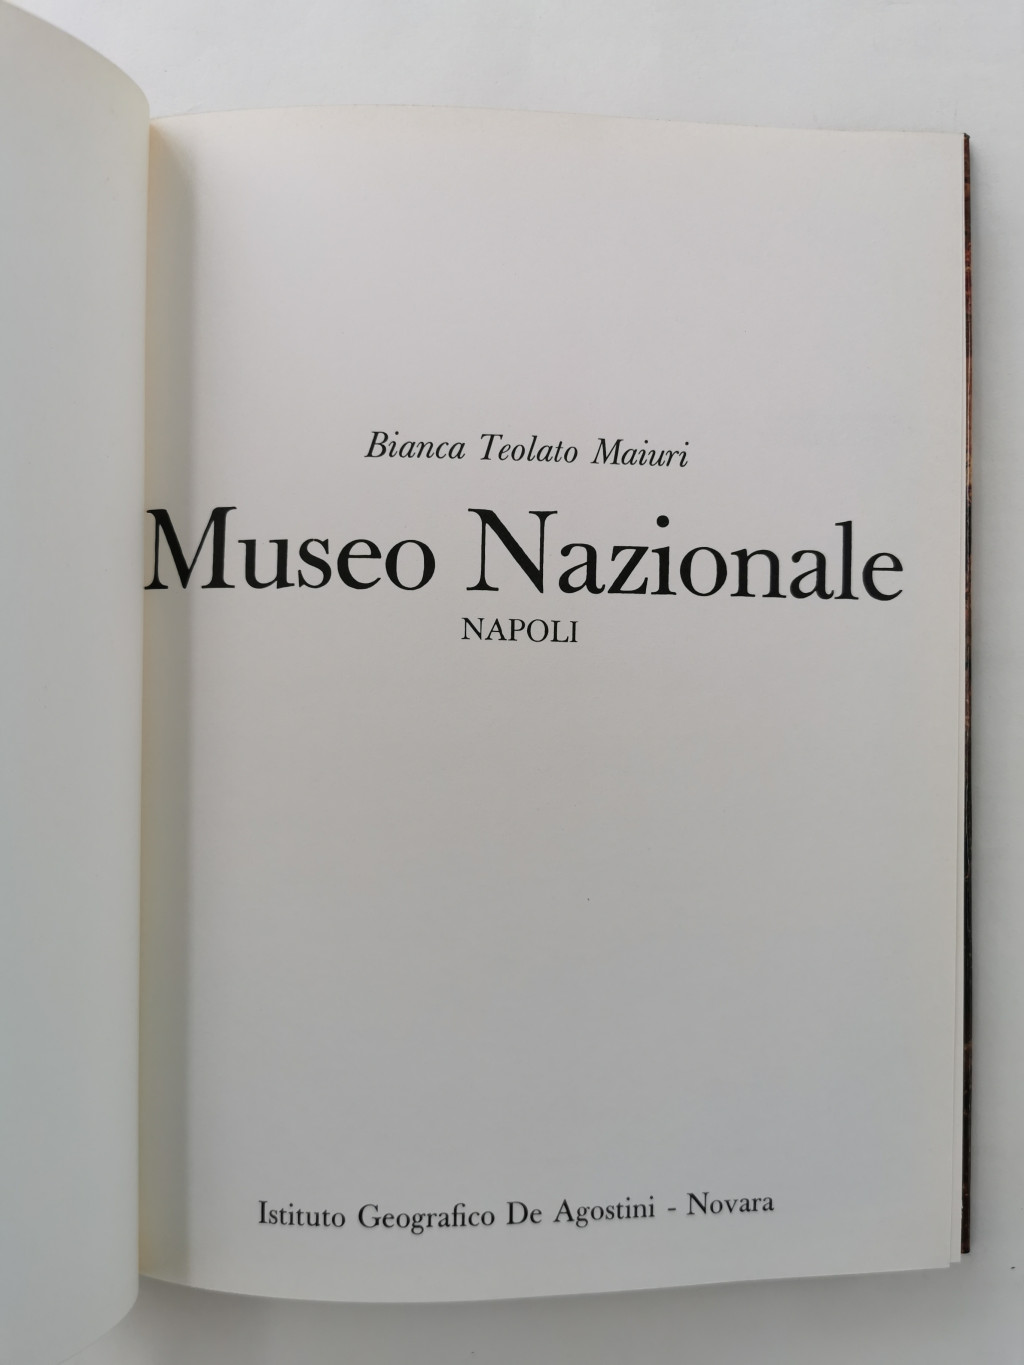 Bianca Teolato Maiuri
Museo Nazionale
NAPOLI
Istituto Geografico De Agostini - Novara